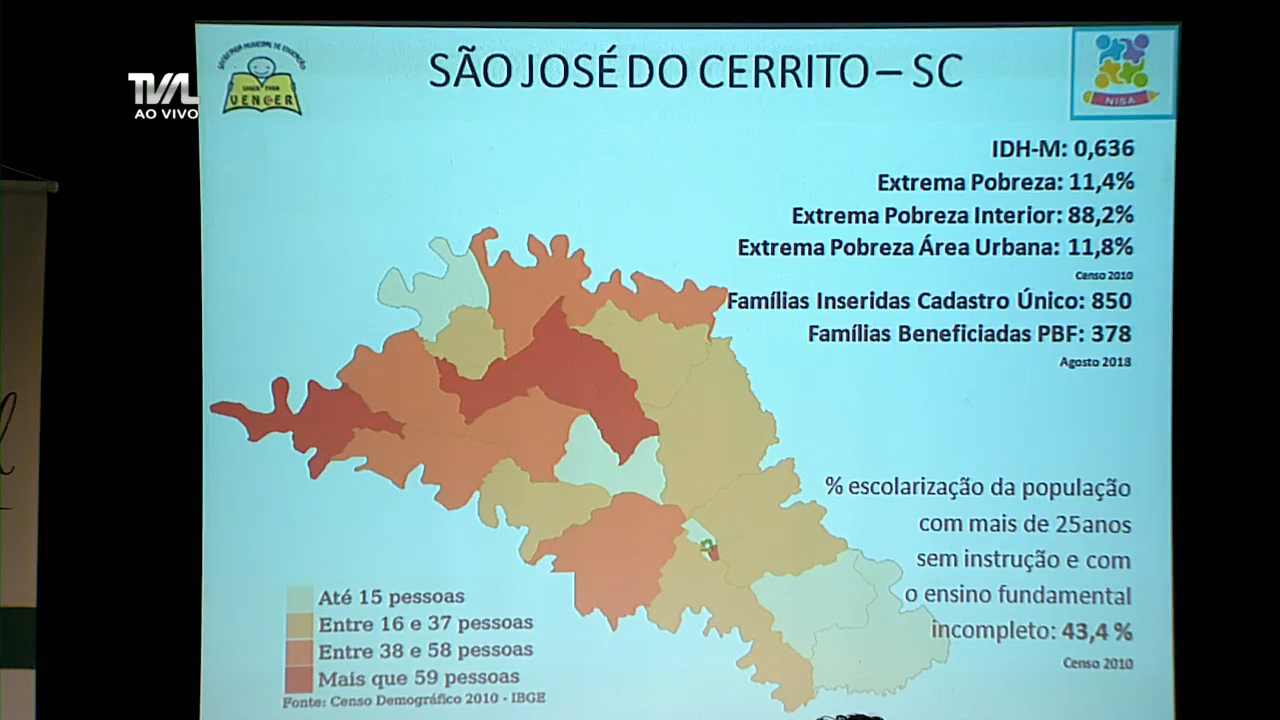 TVAL
AO VIVO
SABER PARA
VENCER
SÃO JOSÉ DO CERRITO – SC
NISA
IDH-M: 0,636
Extrema Pobreza: 11,4%
Extrema Pobreza Interior: 88,2%
Extrema Pobreza Área Urbana: 11,8%
Censo 2010
Famílias Inseridas Cadastro Único: 850
Famílias Beneficiadas PBF: 378
Agosto 2018
% escolarização da população
com mais de 25anos
sem instrução e com
o ensino fundamental
incompleto: 43,4 %
Censo 2010
Até 15 pessoas
Entre 16 e 37 pessoas
Entre 38 e 58 pessoas
Mais que 59 pessoas
Fonte: Censo Demográfico 2010 - IBGE